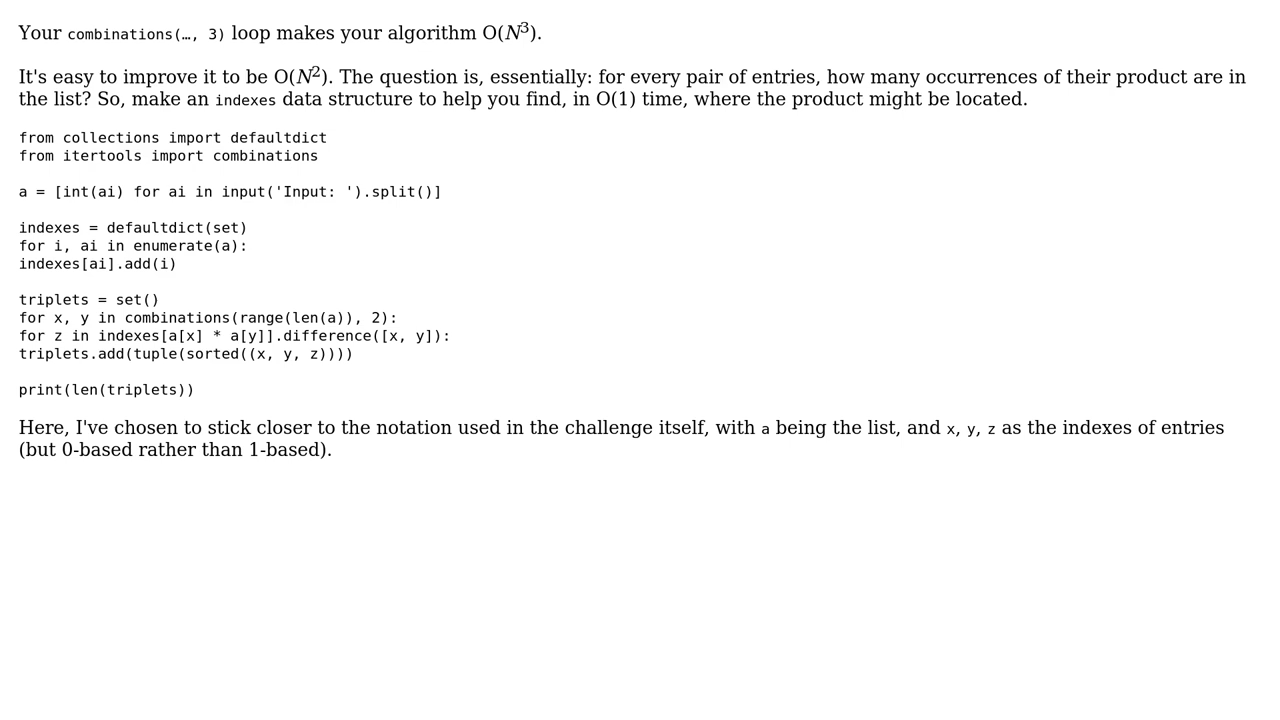 Your combinations(…, 3) loop makes your algorithm O(N³).
It's easy to improve it to be O(N²). The question is, essentially: for every pair of entries, how many occurrences of their product are in
the list? So, make an indexes data structure to help you find, in O(1) time, where the product might be located.
from collections import defaultdict
from itertools import combinations
a = [int(ai) for ai in input('Input: ').split()]
indexes = defaultdict(set)
for i, ai in enumerate(a):
indexes[ai].add(i)
triplets = set()
for x, y in combinations(range(len(a)), 2):
for z in indexes[a[x] * a[y]].difference([x, y]):
triplets.add(tuple(sorted((x, y, z))))
print(len(triplets))
Here, I've chosen to stick closer to the notation used in the challenge itself, with a being the list, and x, y, z as the indexes of entries
(but 0-based rather than 1-based).